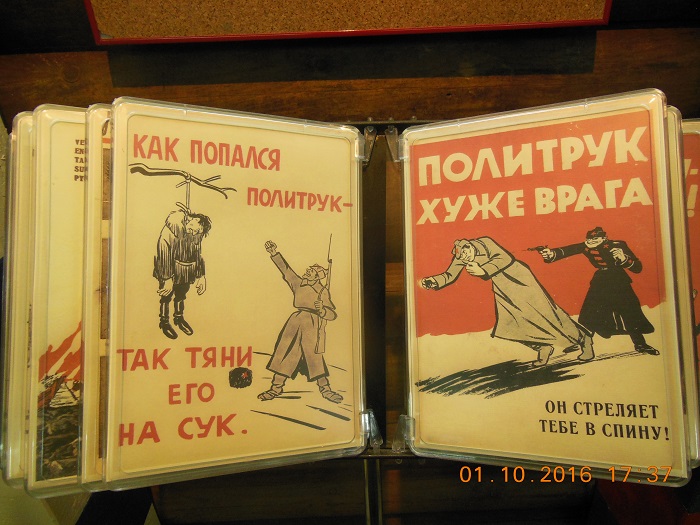 КАК ПОПАЛСЯ
ПОЛИТРУК-
ТАК ТЯНИ
ЕГО
НА СУК.
ПОЛИТРУК
ХУЖЕ ВРАГА
ОН СТРЕЛЯЕТ
ТЕБЕ В СПИНУ!
01.10.2016 17:37